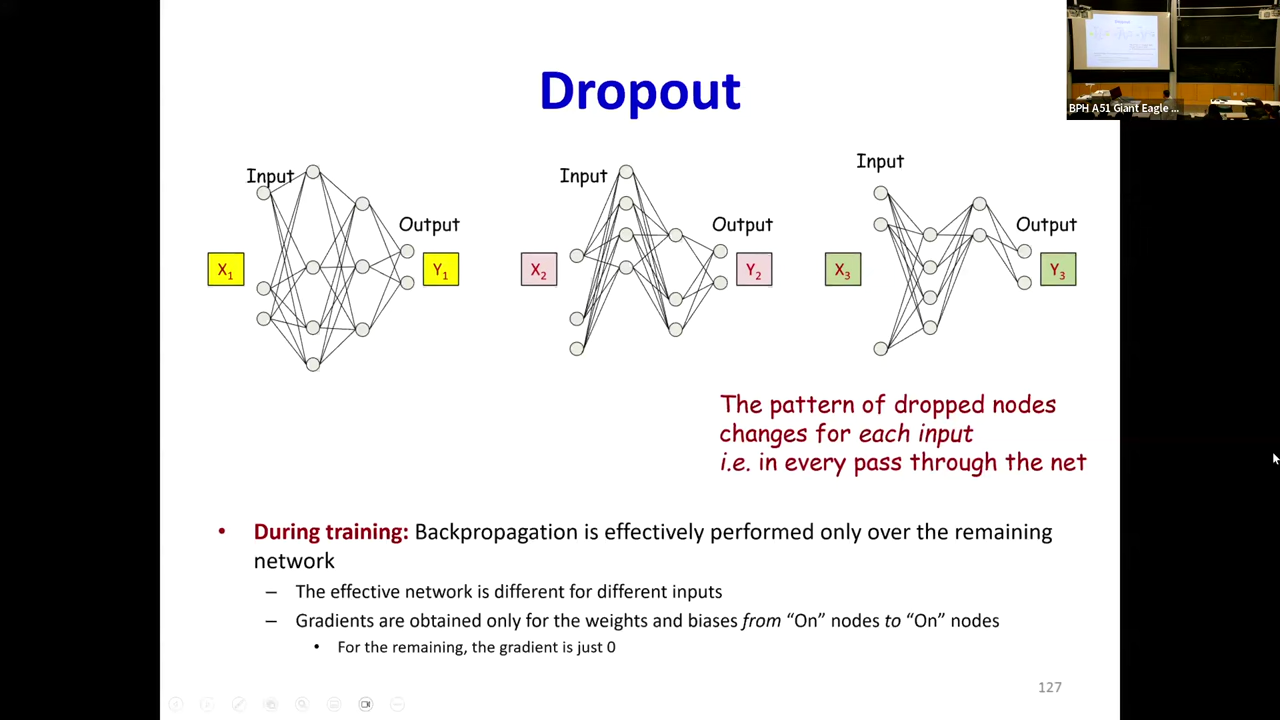 Dropout
BPH A51 Giant Eagle ...
Input
Output
X1
Y1
Input
Output
X2
Y2
Input
Output
X3
Y3
The pattern of dropped nodes
changes for each input
i.e. in every pass through the net
• During training: Backpropagation is effectively performed only over the remaining
network
– The effective network is different for different inputs
– Gradients are obtained only for the weights and biases from “On” nodes to “On” nodes
• For the remaining, the gradient is just 0
127